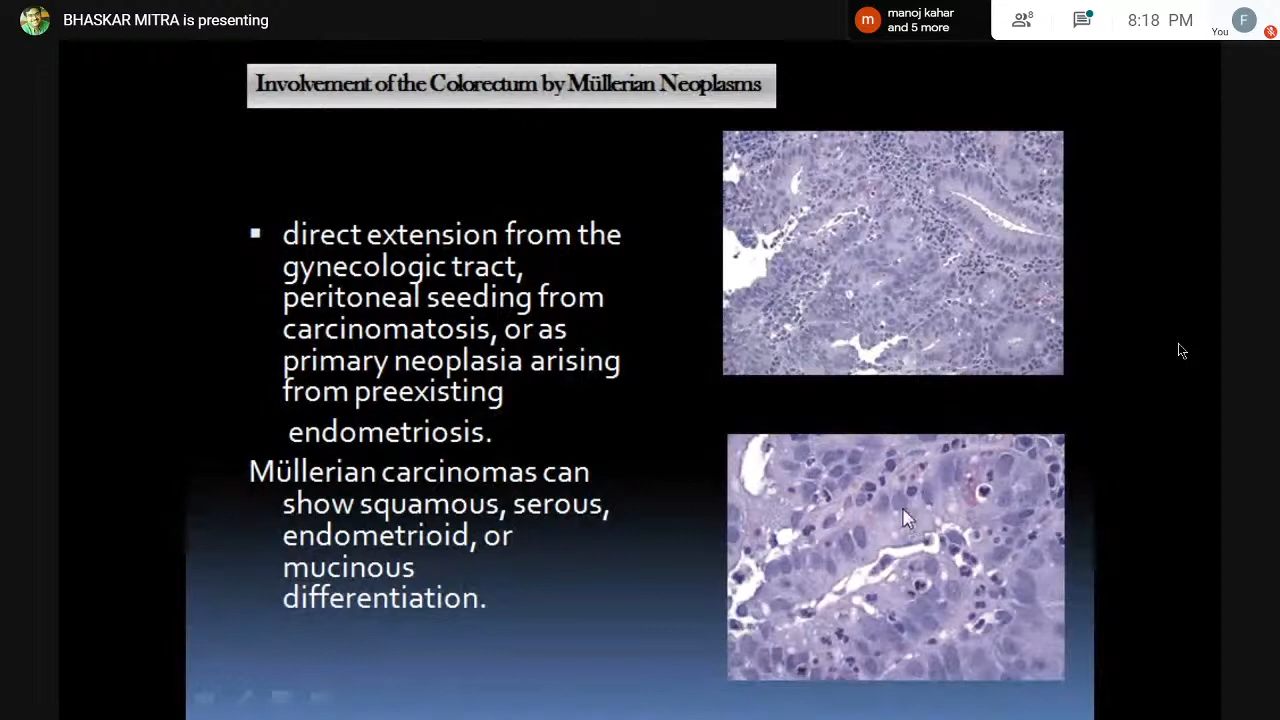 BHASKAR MITRA is presenting
m
manoj kahar
and 5 more
8
8:18 PM
You
F
Involvement of the Colorectum by Müllerian Neoplasms
▪ direct extension from the
gynecologic tract,
peritoneal seeding from
carcinomatosis, or as
primary neoplasia arising
from preexisting
endometriosis.
Müllerian carcinomas can
show squamous, serous,
endometrioid, or
mucinous
differentiation.